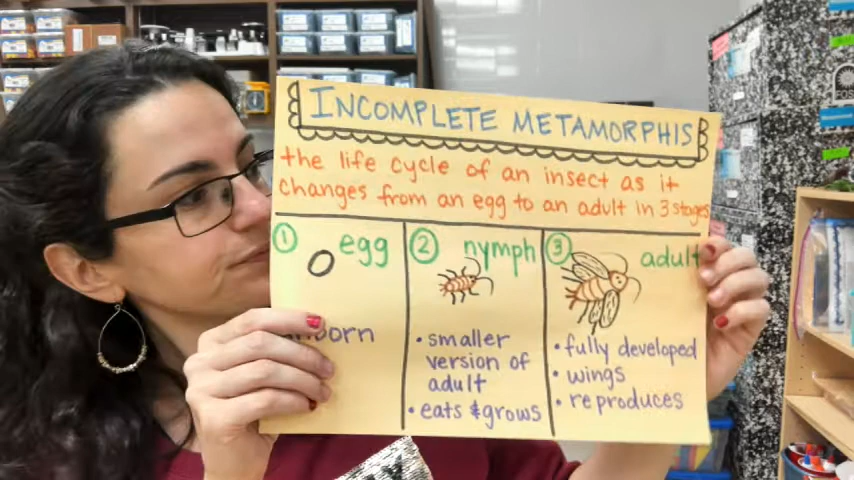 INCOMPLETE METAMORPHIS
the life cycle of an insect as it
changes from an egg to an adult in 3 stages
1 egg
born
2 nymph
• smaller
version of
adult
• eats & grows
3 adult
• fully developed
• wings
• reproduces